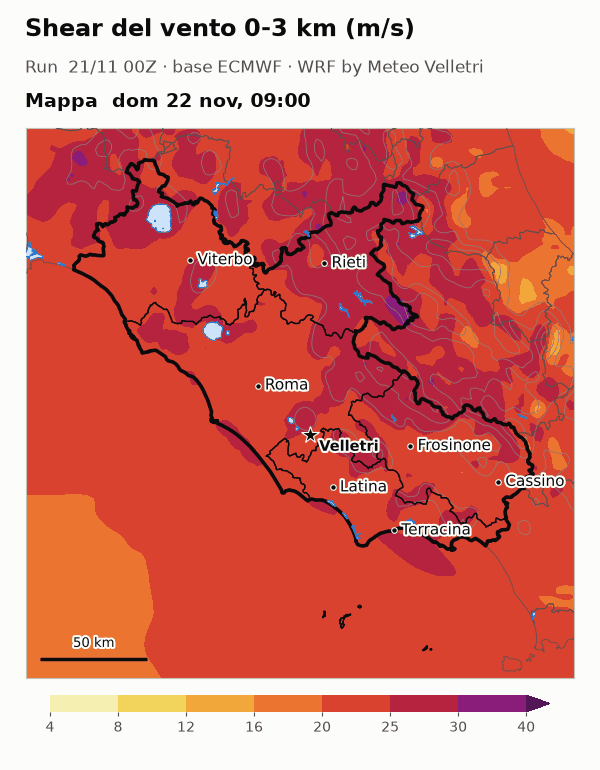 Shear del vento 0-3 km (m/s)
Run  21/11 00Z · base ECMWF · WRF by Meteo Velletri
Mappa  dom 22 nov, 09:00
Viterbo
Rieti
Roma
Velletri
Frosinone
Latina
Cassino
Terracina
50 km
4 8 12 16 20 25 30 40